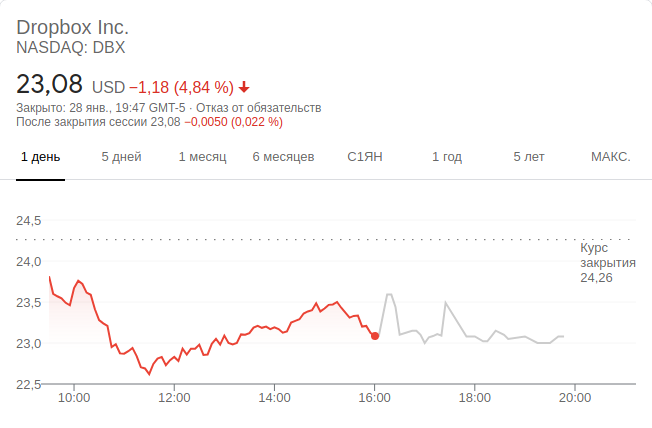 Dropbox Inc.
NASDAQ: DBX
23,08 USD −1,18 (4,84 %)
Закрыто: 28 янв., 19:47 GMT-5 · Отказ от обязательств
После закрытия сессии 23,08 −0,0050 (0,022 %)
1 день 5 дней 1 месяц 6 месяцев С1ЯН 1 год 5 лет МАКС.
24,5
Курс
закрытия
24,26
24,0
23,5
23,0
22,5
10:00 12:00 14:00 16:00 18:00 20:00